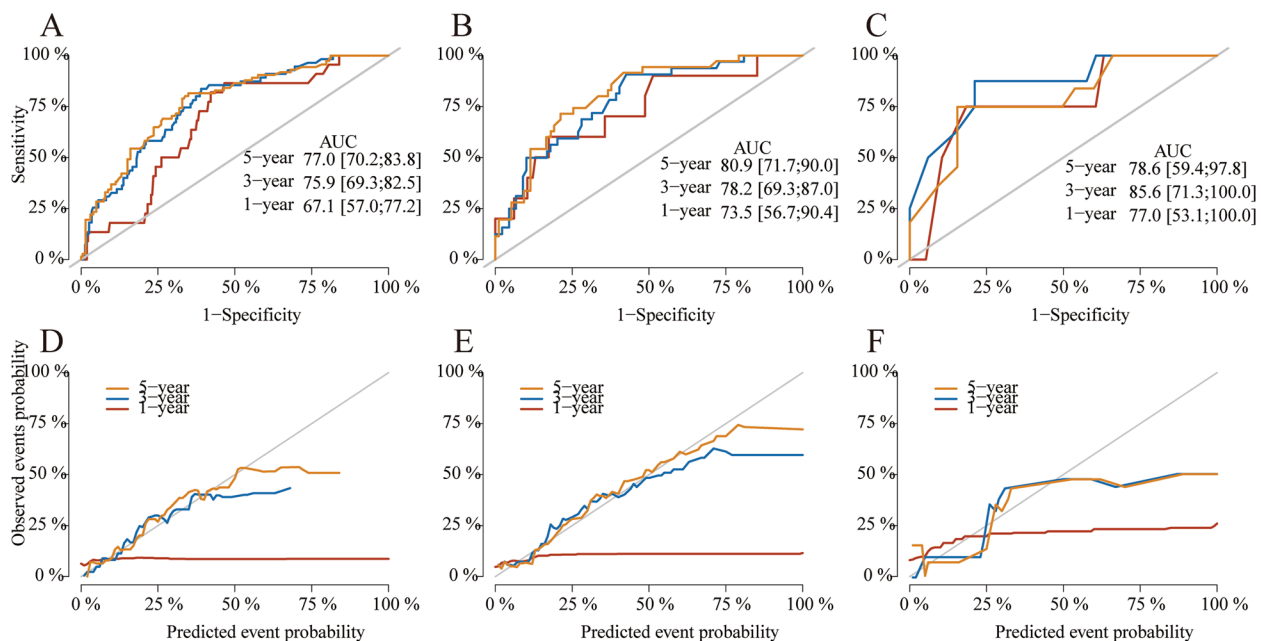 A
B
C
100 %
75 %
50 %
25 %
0 %
Sensitivity
AUC
5−year 77.0 [70.2;83.8]
3−year 75.9 [69.3;82.5]
1−year 67.1 [57.0;77.2]
0 % 25 % 50 % 75 % 100 %
1−Specificity
100 %
75 %
50 %
25 %
0 %
AUC
5−year 80.9 [71.7;90.0]
3−year 78.2 [69.3;87.0]
1−year 73.5 [56.7;90.4]
0 % 25 % 50 % 75 % 100 %
1−Specificity
100 %
75 %
50 %
25 %
0 %
AUC
5−year 78.6 [59.4;97.8]
3−year 85.6 [71.3;100.0]
1−year 77.0 [53.1;100.0]
0 % 25 % 50 % 75 % 100 %
1−Specificity
D
E
F
100 %
75 %
50 %
25 %
0 %
Observed events probability
5−year
3−year
1−year
0 % 25 % 50 % 75 % 100 %
Predicted event probability
100 %
75 %
50 %
25 %
0 %
5−year
3−year
1−year
0 % 25 % 50 % 75 % 100 %
Predicted event probability
100 %
75 %
50 %
25 %
0 %
5−year
3−year
1−year
0 % 25 % 50 % 75 % 100 %
Predicted event probability